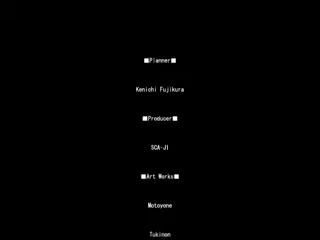 ■Planner■
Kenichi Fujikura
■Producer■
SCA-JI
■Art Works■
Motoyone
Tukinon